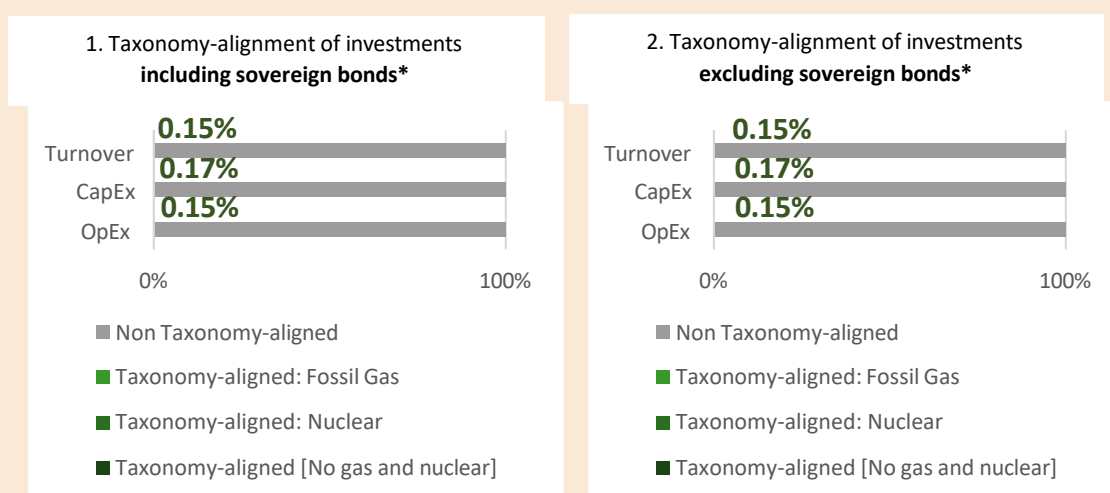 1. Taxonomy-alignment of investments
including sovereign bonds*
0.15%
Turnover
0.17%
CapEx
0.15%
OpEx
0%
100%
Non Taxonomy-aligned
Taxonomy-aligned: Fossil Gas
Taxonomy-aligned: Nuclear
Taxonomy-aligned [No gas and nuclear]
2. Taxonomy-alignment of investments
excluding sovereign bonds*
0.15%
Turnover
0.17%
CapEx
0.15%
OpEx
0%
100%
Non Taxonomy-aligned
Taxonomy-aligned: Fossil Gas
Taxonomy-aligned: Nuclear
Taxonomy-aligned [No gas and nuclear]